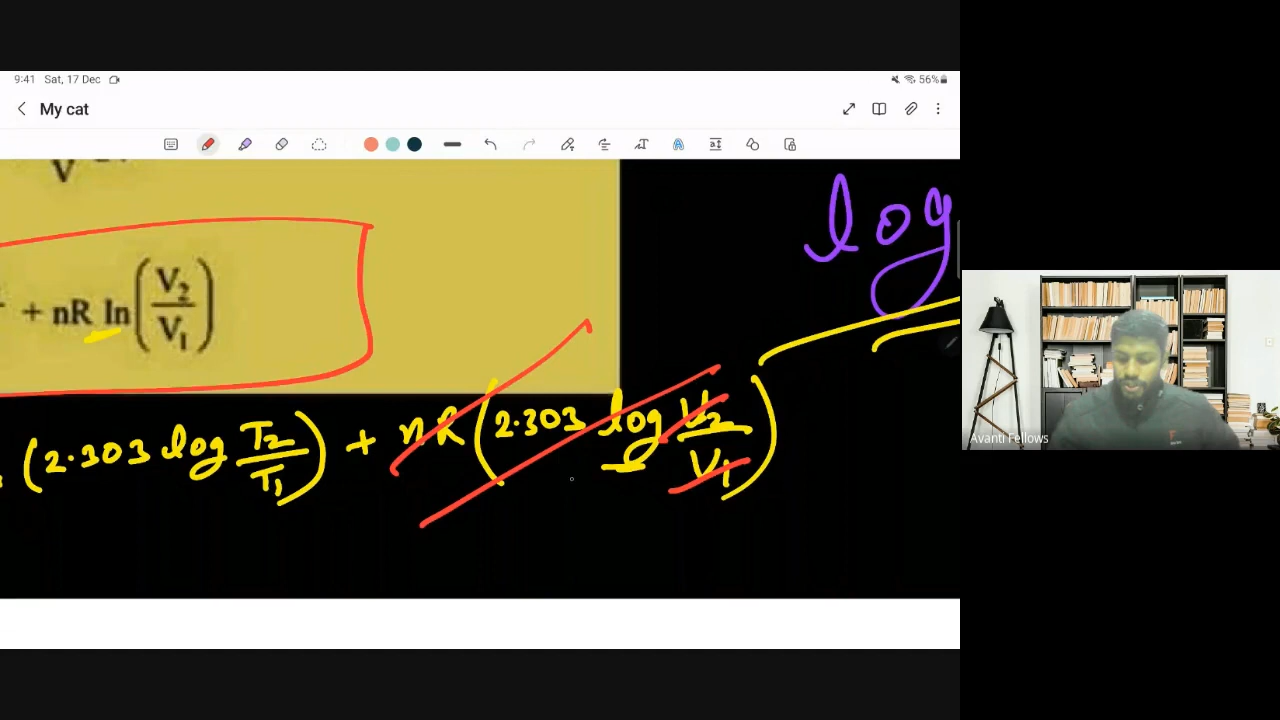 9:41 Sat, 17 Dec
56%
My cat
V
log
+ nR ln(V₂/V₁)
(2.303 log T₂/T₁) + nR (2.303 log V₂/V₁)
Avanti Fellows